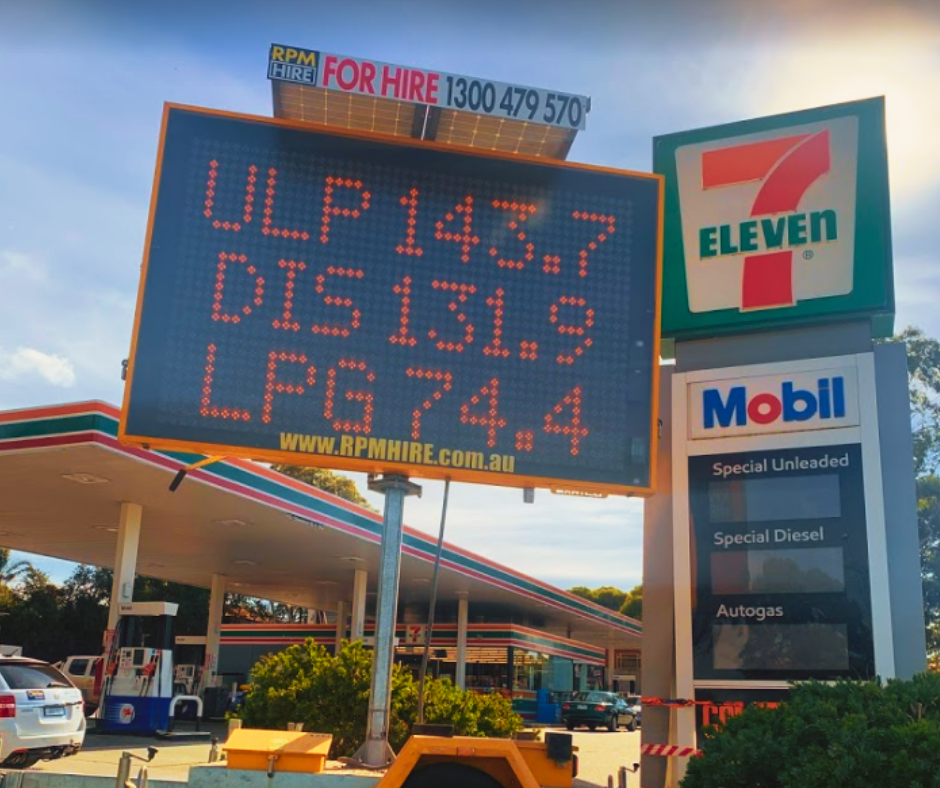 RPM
HIRE
FOR HIRE 1300 479 570
ULP 143.7
DIS 131.9
LPG 74.4
WWW.RPMHIRE.com.au
7
ELEVEN
®
Mobil
Special Unleaded
Special Diesel
Autogas
7